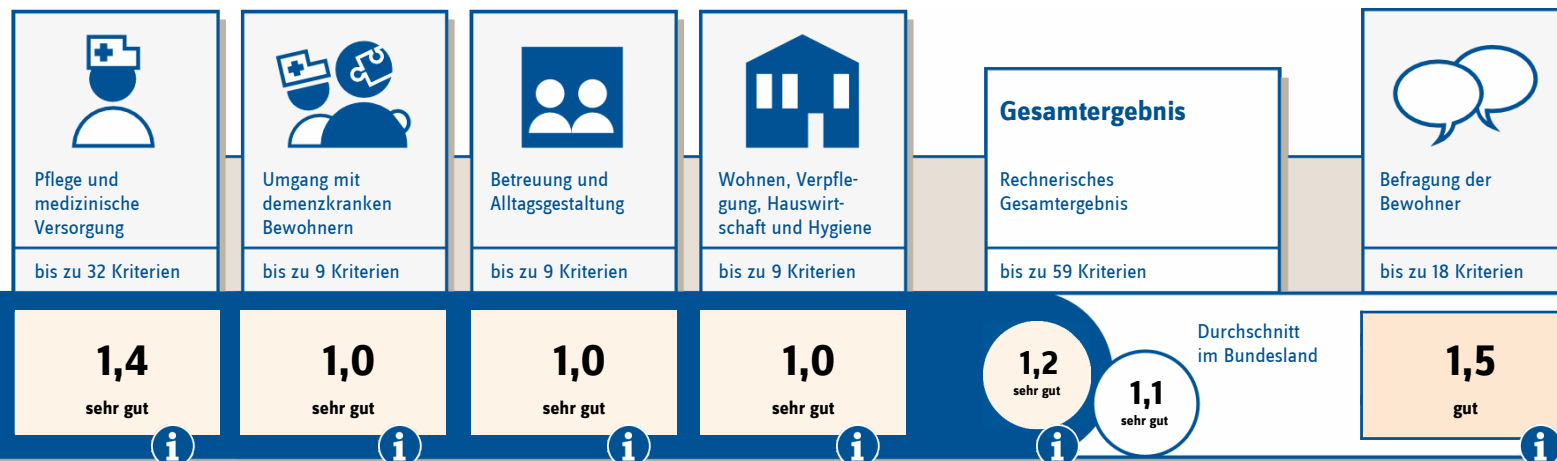 Pflege und
medizinische
Versorgung
bis zu 32 Kriterien
1,4
sehr gut
i
Umgang mit
demenzkranken
Bewohnern
bis zu 9 Kriterien
1,0
sehr gut
i
Betreuung und
Alltagsgestaltung
bis zu 9 Kriterien
1,0
sehr gut
i
Wohnen, Verpfle-
gung, Hauswirt-
schaft und Hygiene
bis zu 9 Kriterien
1,0
sehr gut
i
Gesamtergebnis
Rechnerisches
Gesamtergebnis
bis zu 59 Kriterien
1,2
sehr gut
i
Durchschnitt
im Bundesland
1,1
sehr gut
Befragung der
Bewohner
bis zu 18 Kriterien
1,5
gut
i